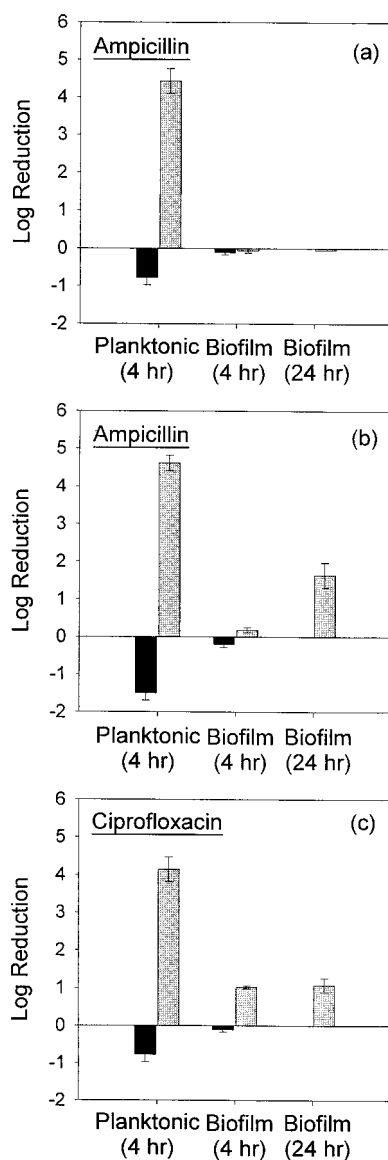 Ampicillin (a)
6
5
4
3
2
1
0
-1
-2
Log Reduction
Planktonic Biofilm Biofilm
(4 hr) (4 hr) (24 hr)
Ampicillin (b)
6
5
4
3
2
1
0
-1
-2
Log Reduction
Planktonic Biofilm Biofilm
(4 hr) (4 hr) (24 hr)
Ciprofloxacin (c)
6
5
4
3
2
1
0
-1
-2
Log Reduction
Planktonic Biofilm Biofilm
(4 hr) (4 hr) (24 hr)